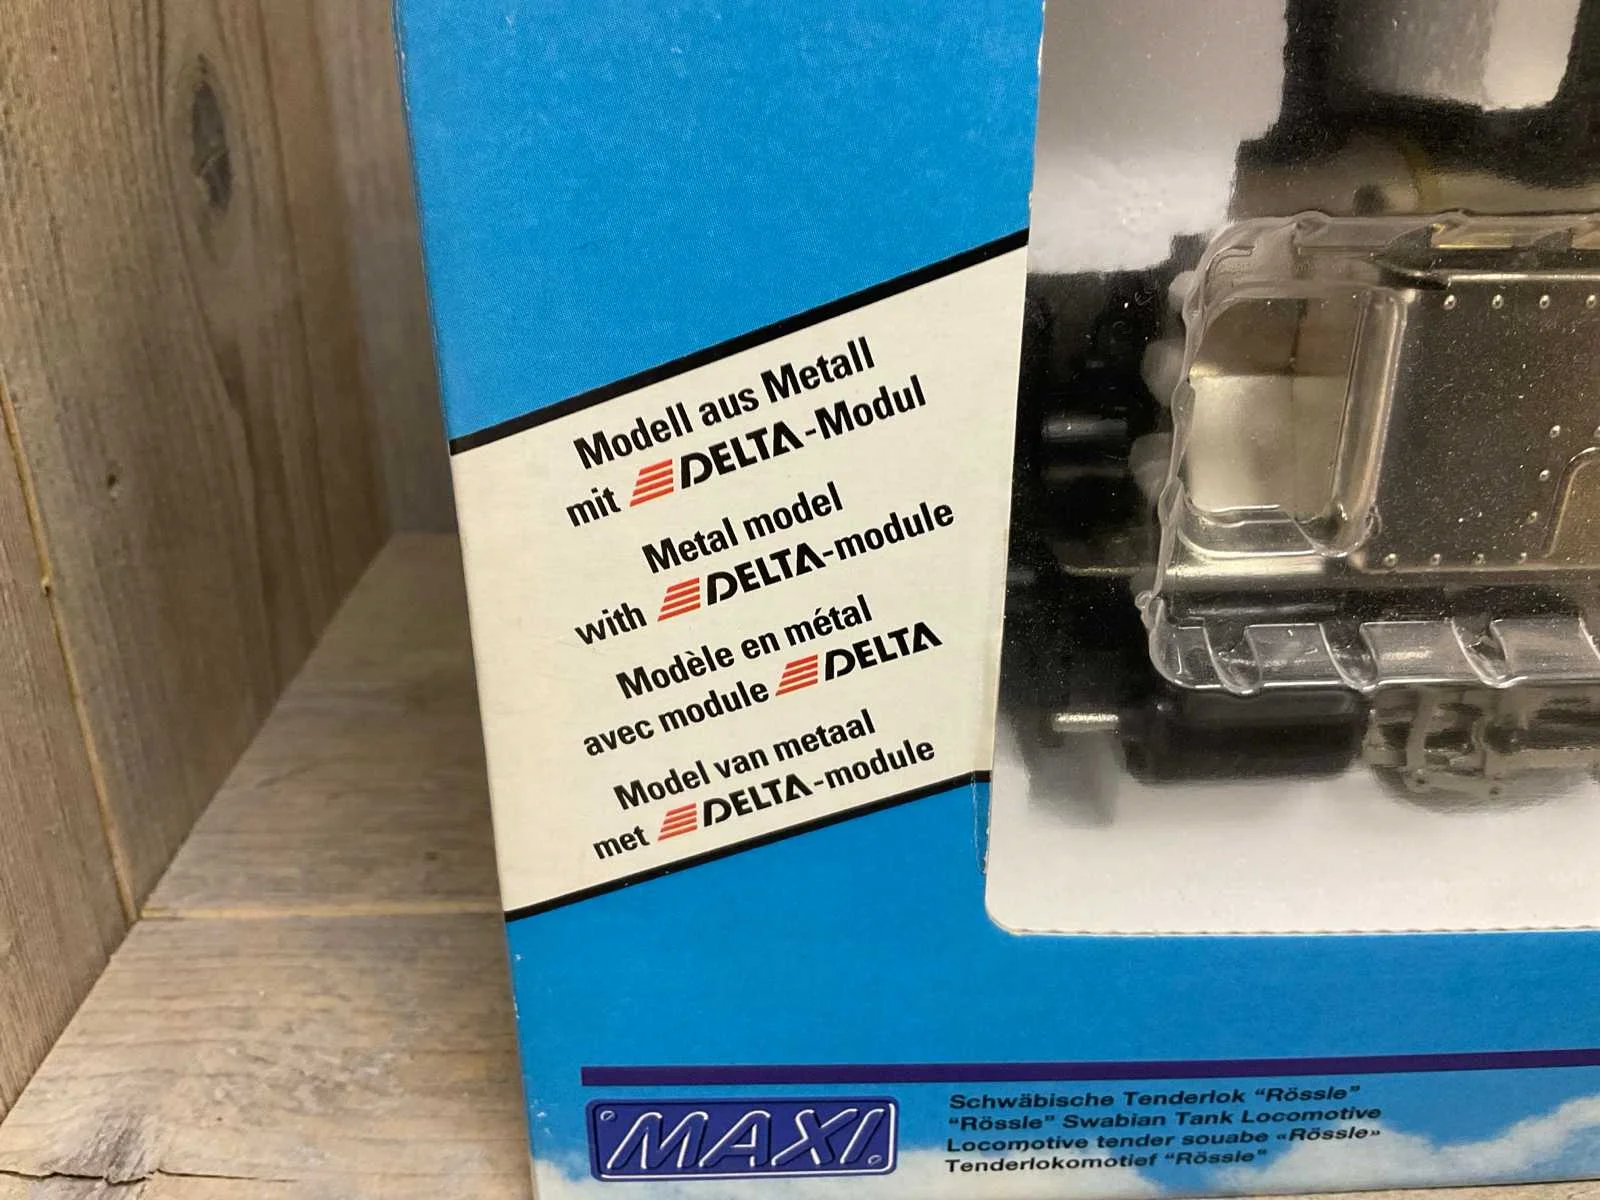 Modell aus Metall
mit DELTA-Modul
Metal model
with DELTA-module
Modèle en métal
avec module DELTA
Model van metaal
met DELTA-module
MAXI
Schwäbische Tenderlok "Rössle"
"Rössle" Swabian Tank Locomotive
Locomotive tender souabe «Rössle»
Tenderlokomotief "Rössle"